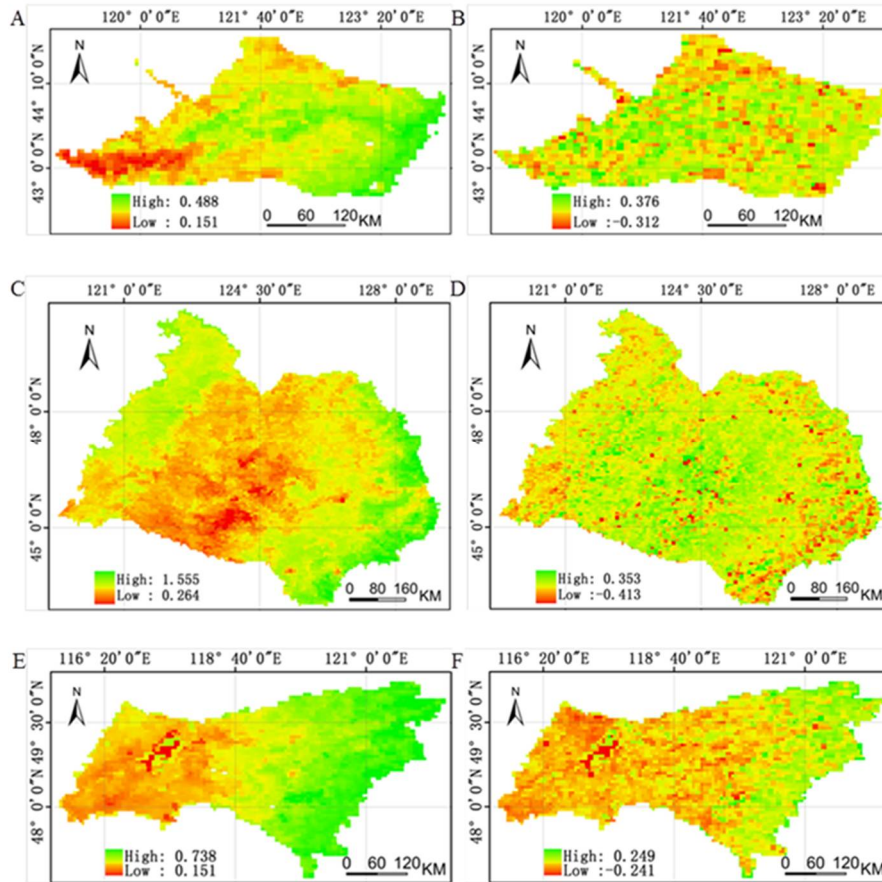 A
120° 0′0″E 121° 40′0″E 123° 20′0″E
N
44° 10′0″N
43° 0′0″N
High: 0.488
Low : 0.151
0 60 120 KM
B
120° 0′0″E 121° 40′0″E 123° 20′0″E
N
44° 10′0″N
43° 0′0″N
High: 0.376
Low :-0.312
0 60 120 KM
C
121° 0′0″E 124° 30′0″E 128° 0′0″E
N
48° 0′0″N
45° 0′0″N
High: 1.555
Low : 0.264
0 80 160 KM
D
121° 0′0″E 124° 30′0″E 128° 0′0″E
N
48° 0′0″N
45° 0′0″N
High: 0.353
Low :-0.413
0 80 160 KM
E
116° 20′0″E 118° 40′0″E 121° 0′0″E
N
49° 30′0″N
48° 0′0″N
High: 0.738
Low : 0.151
0 60 120 KM
F
116° 20′0″E 118° 40′0″E 121° 0′0″E
N
49° 30′0″N
48° 0′0″N
High: 0.249
Low :-0.241
0 60 120 KM